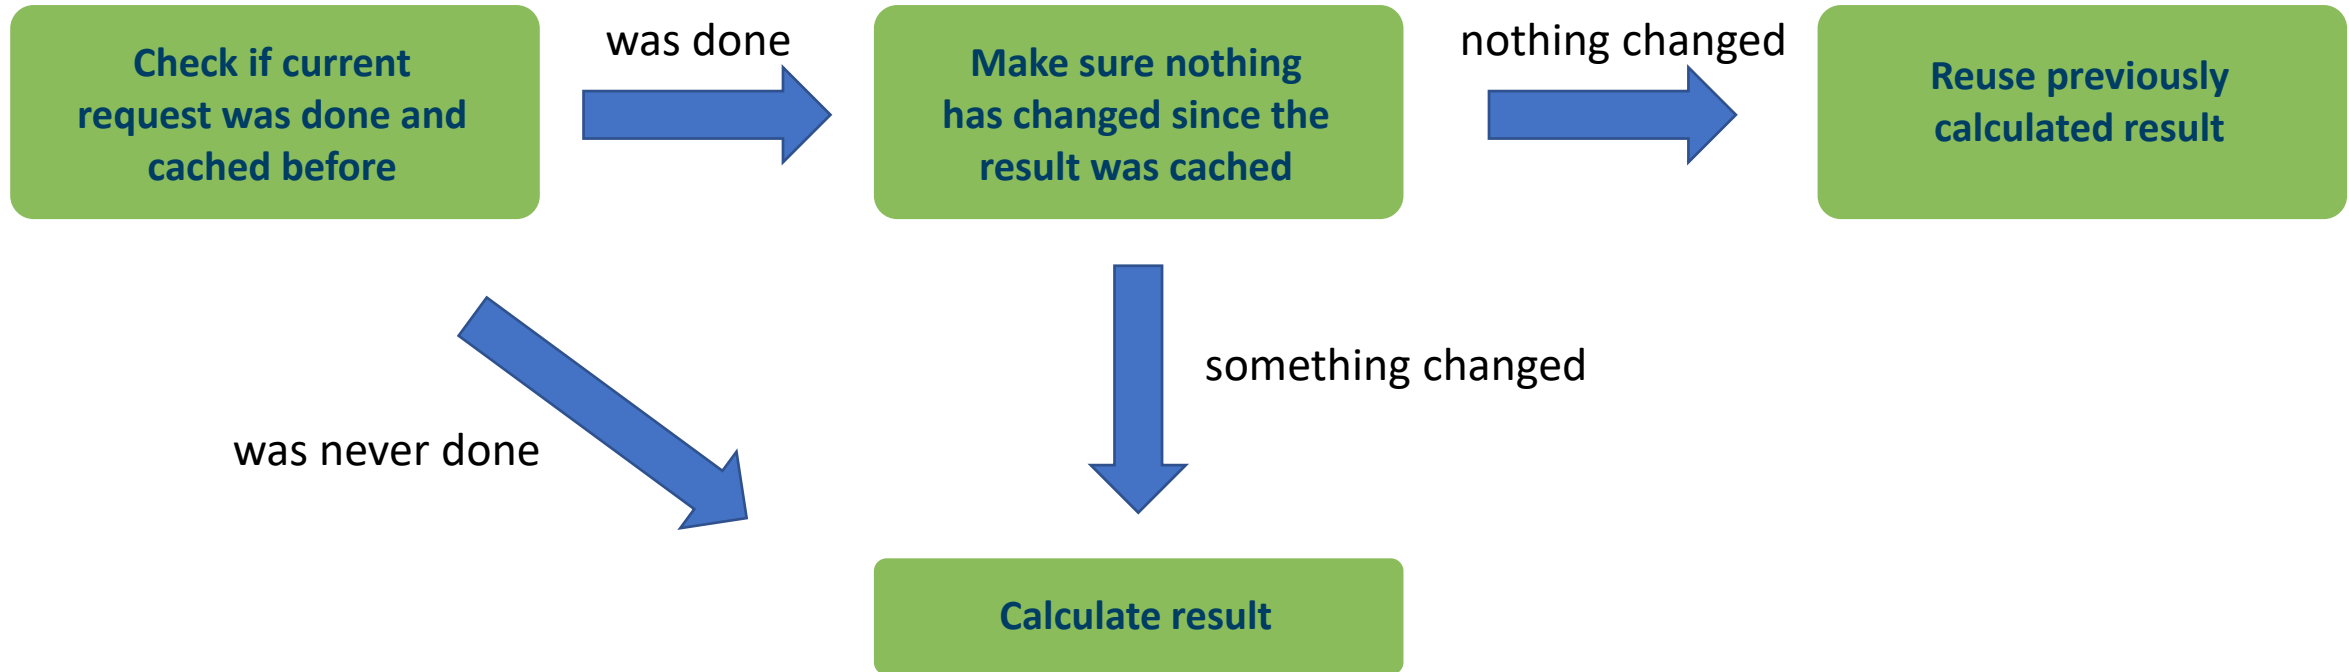 Check if current
request was done and
cached before
was done
Make sure nothing
has changed since the
result was cached
nothing changed
Reuse previously
calculated result
was never done
something changed
Calculate result